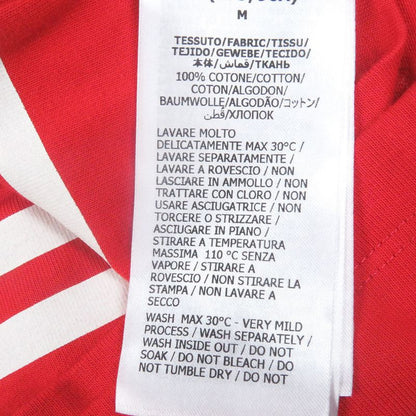 M
TESSUTO/FABRIC/TISSU/
TEJIDO/GEWEBE/TECIDO/
本体/قماش/ТКАНЬ
100% COTONE/COTTON/
COTON/ALGODON/
BAUMWOLLE/ALGODÃO/コットン/
قطن/ХЛОПОК
LAVARE MOLTO
DELICATAMENTE MAX 30°C /
LAVARE SEPARATAMENTE /
LAVARE A ROVESCIO / NON
LASCIARE IN AMMOLLO / NON
TRATTARE CON CLORO / NON
USARE ASCIUGATRICE / NON
TORCERE O STRIZZARE /
ASCIUGARE IN PIANO /
STIRARE A TEMPERATURA
MASSIMA 110 °C SENZA
VAPORE / STIRARE A
ROVESCIO / NON STIRARE LA
STAMPA / NON LAVARE A
SECCO
WASH MAX 30°C - VERY MILD
PROCESS / WASH SEPARATELY /
WASH INSIDE OUT / DO NOT
SOAK / DO NOT BLEACH / DO
NOT TUMBLE DRY / DO NOT